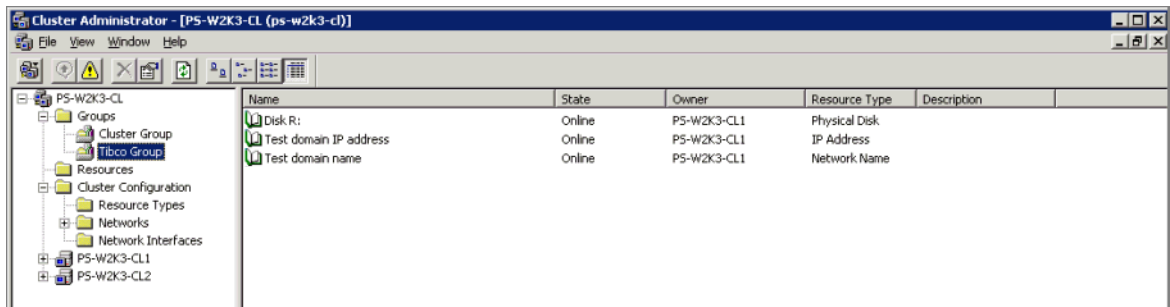 Cluster Administrator - [PS-W2K3-CL (ps-w2k3-cl)]
File View Window Help
PS-W2K3-CL
Groups
Cluster Group
Tibco Group
Resources
Cluster Configuration
Resource Types
Networks
Network Interfaces
PS-W2K3-CL1
PS-W2K3-CL2
Name State Owner Resource Type Description
Disk R: Online PS-W2K3-CL1 Physical Disk
Test domain IP address Online PS-W2K3-CL1 IP Address
Test domain name Online PS-W2K3-CL1 Network Name